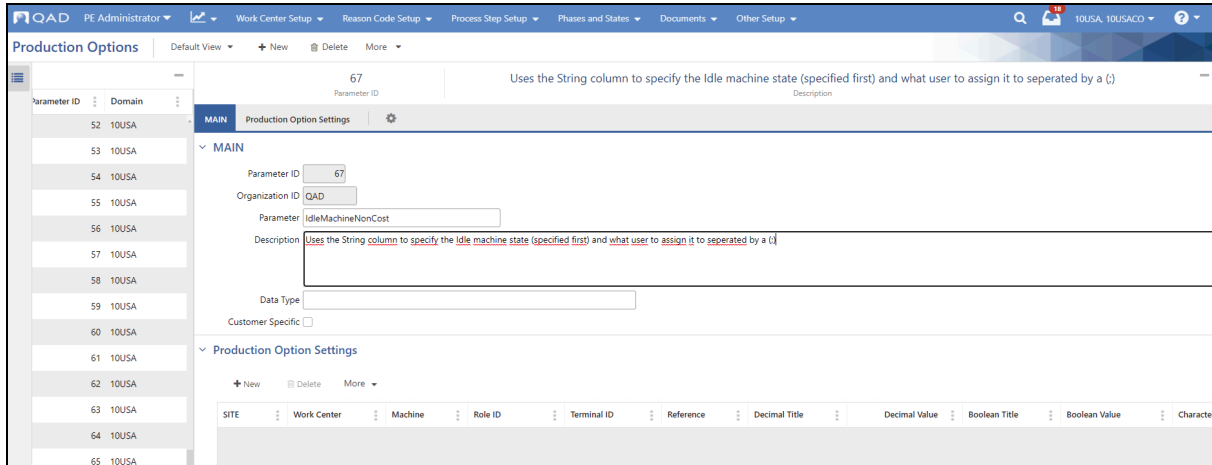 QAD PE Administrator Work Center Setup Reason Code Setup Process Step Setup Phases and States Documents Other Setup 18 10USA, 10USACO ?
Production Options Default View + New Delete More
67 Uses the String column to specify the Idle machine state (specified first) and what user to assign it to seperated by a (;)
Parameter ID Description
Parameter ID Domain
52 10USA
53 10USA
54 10USA
55 10USA
56 10USA
57 10USA
58 10USA
59 10USA
60 10USA
61 10USA
62 10USA
63 10USA
64 10USA
65 10USA
MAIN Production Option Settings
MAIN
Parameter ID 67
Organization ID QAD
Parameter IdleMachineNonCost
Description Uses the String column to specify the Idle machine state (specified first) and what user to assign it to seperated by a (;)
Data Type
Customer Specific
Production Option Settings
+ New Delete More
SITE Work Center Machine Role ID Terminal ID Reference Decimal Title Decimal Value Boolean Title Boolean Value Characte